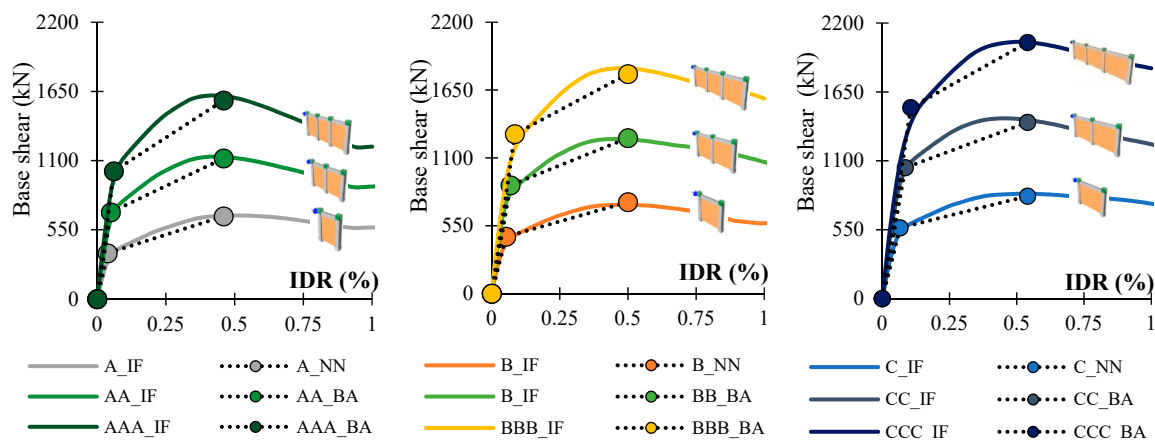 Base shear (kN)
2200
1650
1100
550
0
0 0.25 0.5 0.75 1
IDR (%)
A_IF A_NN
AA_IF AA_BA
AAA_IF AAA_BA
Base shear (kN)
2200
1650
1100
550
0
0 0.25 0.5 0.75 1
IDR (%)
B_IF B_NN
B_IF BB_BA
BBB_IF BBB_BA
Base shear (kN)
2200
1650
1100
550
0
0 0.25 0.5 0.75 1
IDR (%)
C_IF C_NN
CC_IF CC_BA
CCC_IF CCC_BA